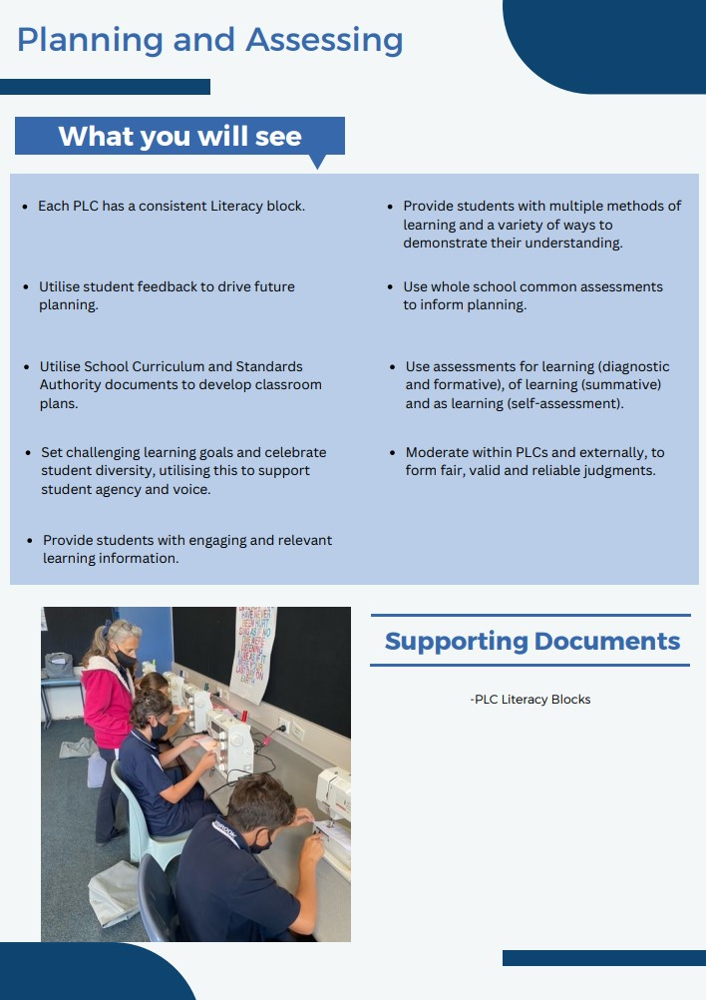 Planning and Assessing
What you will see
Each PLC has a consistent Literacy block.
Utilise student feedback to drive future
planning.
Utilise School Curriculum and Standards
Authority documents to develop classroom
plans.
Set challenging learning goals and celebrate
student diversity, utilising this to support
student agency and voice.
Provide students with engaging and relevant
learning information.
Provide students with multiple methods of
learning and a variety of ways to
demonstrate their understanding.
Use whole school common assessments
to inform planning.
Use assessments for learning (diagnostic
and formative), of learning (summative)
and as learning (self-assessment).
Moderate within PLCs and externally, to
form fair, valid and reliable judgments.
HAVE NEVER
BEEN HURT
Supporting Documents
-PLC Literacy Blocks